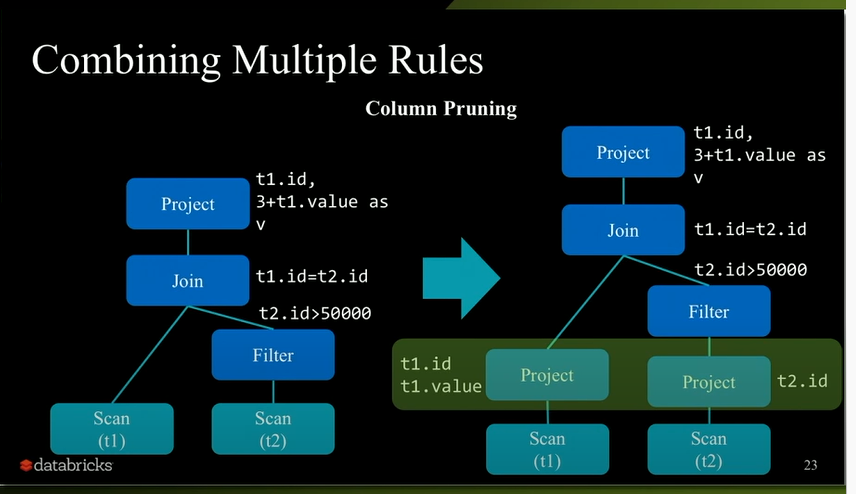 Combining Multiple Rules
Column Pruning
Project
t1.id,
3+t1.value as
v
Join
t1.id=t2.id
t2.id>50000
Filter
Scan
(t1)
Scan
(t2)
Project
t1.id,
3+t1.value as
v
Join
t1.id=t2.id
t2.id>50000
Filter
t1.id
t1.value
Project
Project
t2.id
Scan
(t1)
Scan
(t2)
databricks
23